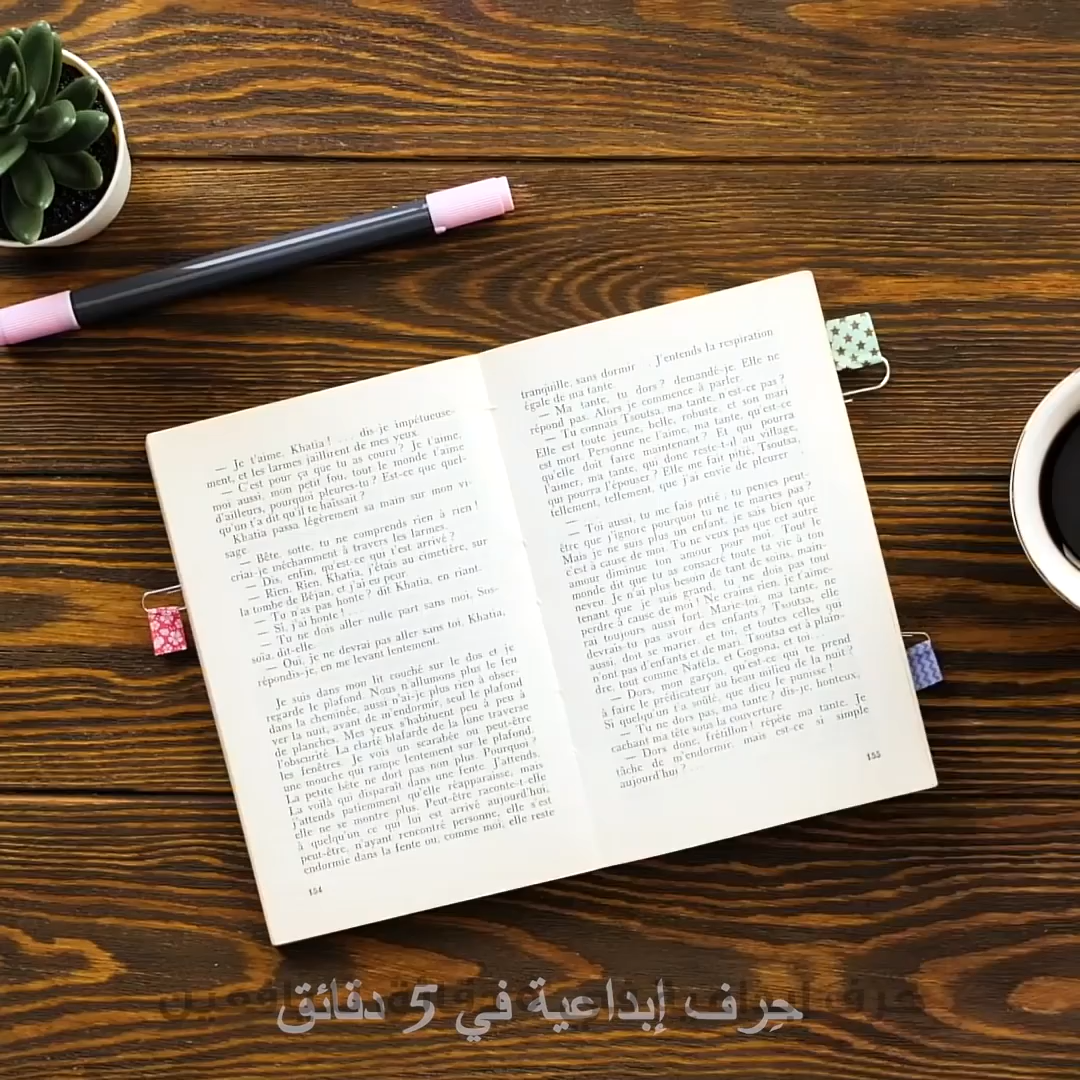 — Je t'aime, Khatia ! . . . dis-je impétueuse-
ment, et les larmes jaillirent de mes yeux.
— C'est pour ça que tu as couru ? Je t'aime,
moi aussi, mon petit fou, tout le monde t'aime,
d'ailleurs, pourquoi pleures-tu ? Est-ce que quel-
qu'un t'a dit qu'il te haïssait ?
Khatia passa légèrement sa main sur mon vi-
sage.
— Bête, sotte, tu ne comprends rien à rien !
criai-je méchamment à travers les larmes.
— Dis, enfin, qu'est-ce qui t'est arrivé ?
— Rien. Rien, Khatia, j'étais au cimetière, sur
la tombe de Béjan, et j'ai eu peur.
— Tu n'as pas honte ? dit Khatia, en riant.
— Si, j'ai honte . . .
— Tu ne dois aller nulle part sans moi, Sos-
soïa, dit-elle.
— Oui, je ne devrai pas aller sans toi, Khatia,
répondis-je, en me levant lentement.
Je suis dans mon lit couché sur le dos et je
regarde le plafond. Nous n'allumons plus le feu
dans la cheminée, aussi n'ai-je plus rien à obser-
ver la nuit, avant de m'endormir, seul le plafond
de planches. Mes yeux s'habituent peu à peu à
l'obscurité. La clarté blafarde de la lune traverse
les fenêtres. Je vois un scarabée ou peut-être
une mouche qui rampe lentement sur le plafond.
La petite bête ne dort pas non plus. Pourquoi ?
La voilà qui disparaît dans une fente. J'attends,
j'attends patiemment qu'elle réapparaisse, mais
elle ne se montre plus. Peut-être raconte-t-elle
à quelqu'un ce qui lui est arrivé aujourd'hui,
peut-être, n'ayant rencontré personne, elle s'est
endormie dans la fente ou, comme moi, elle reste
154
tranquille, sans dormir . . . J'entends la respiration
égale de ma tante.
— Ma tante, tu dors ? demandé-je. Elle ne
répond pas. Alors je commence à parler.
— Tu connais Tsoutsa, ma tante, n'est-ce pas ?
Elle est toute jeune, belle, robuste, et son mari
est mort. Personne ne l'aime, ma tante, qu'est-ce
qu'elle doit faire maintenant ? Et qui pourra
l'aimer, ma tante, qui donc reste-t-il au village,
qui pourra l'épouser ? Elle me fait pitié, Tsoutsa,
tellement, tellement, que j'ai envie de pleurer . . .
— Toi aussi, tu me fais pitié ; tu penses peut-
être que j'ignore pourquoi tu ne te maries pas ?
Mais je ne suis plus un enfant, je sais bien que
c'est à cause de moi. Tu ne veux pas que cet autre
amour diminue ton amour pour moi. Tout le
monde dit que tu as consacré toute ta vie à ton
neveu. Je n'ai plus besoin de tant de soins, main-
tenant que je suis grand, tu ne dois pas tout
perdre à cause de moi ! Ne crains rien, je t'aime-
rai toujours aussi fort. Marie-toi, ma tante, ne
devrais-tu pas avoir des enfants ? Tsoutsa, elle
aussi, doit se marier, et toi, et toutes celles qui
n'ont pas d'enfants et de mari. Tsoutsa est à plain-
dre, tout comme Natéla, et Gogona, et toi . . .
— Dors, mon garçon, qu'est-ce qui te prend
à faire le prédicateur au beau milieu de la nuit ?
Si quelqu'un t'a soûlé, que dieu le punisse !
— Tu ne dors pas, ma tante ? dis-je, honteux,
cachant ma tête sous la couverture.
— Dors donc, frétillon ! répète ma tante. Je
tâche de m'endormir, mais est-ce si simple
aujourd'hui ? . . .
155
حِرف إبداعية في 5 دقائق